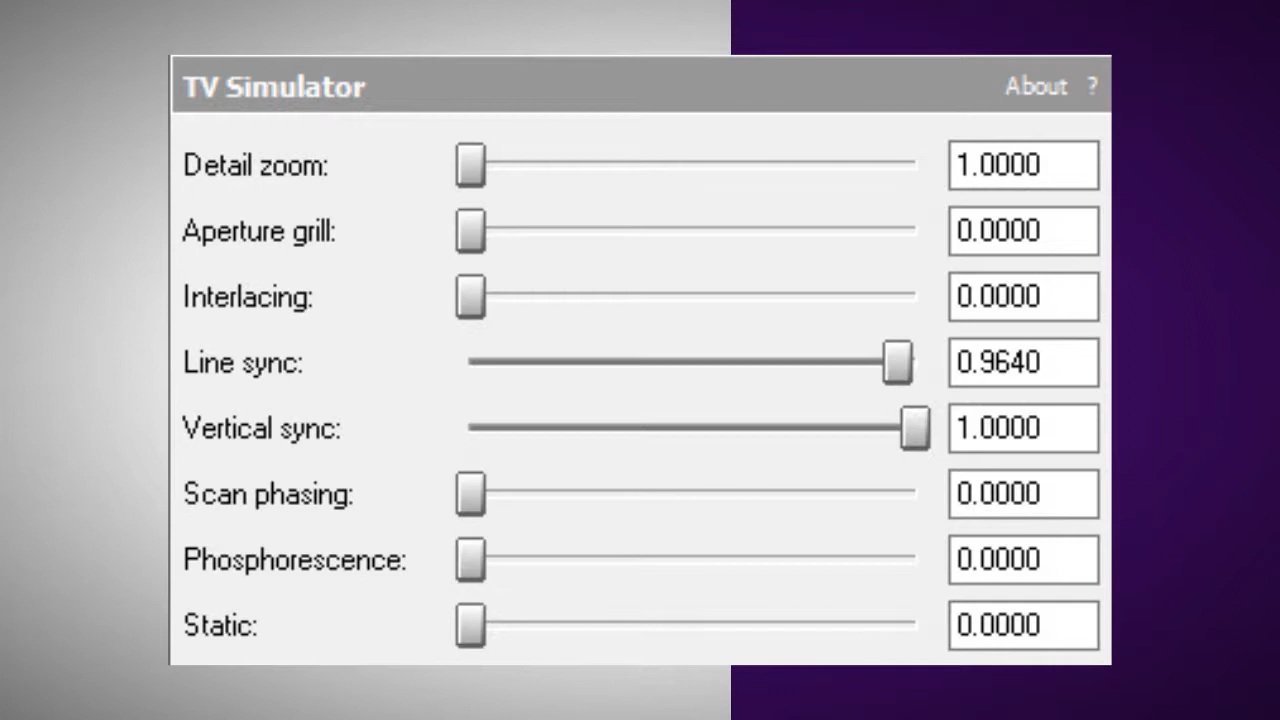 TV Simulator About ?
Detail zoom: 1.0000
Aperture grill: 0.0000
Interlacing: 0.0000
Line sync: 0.9640
Vertical sync: 1.0000
Scan phasing: 0.0000
Phosphorescence: 0.0000
Static: 0.0000